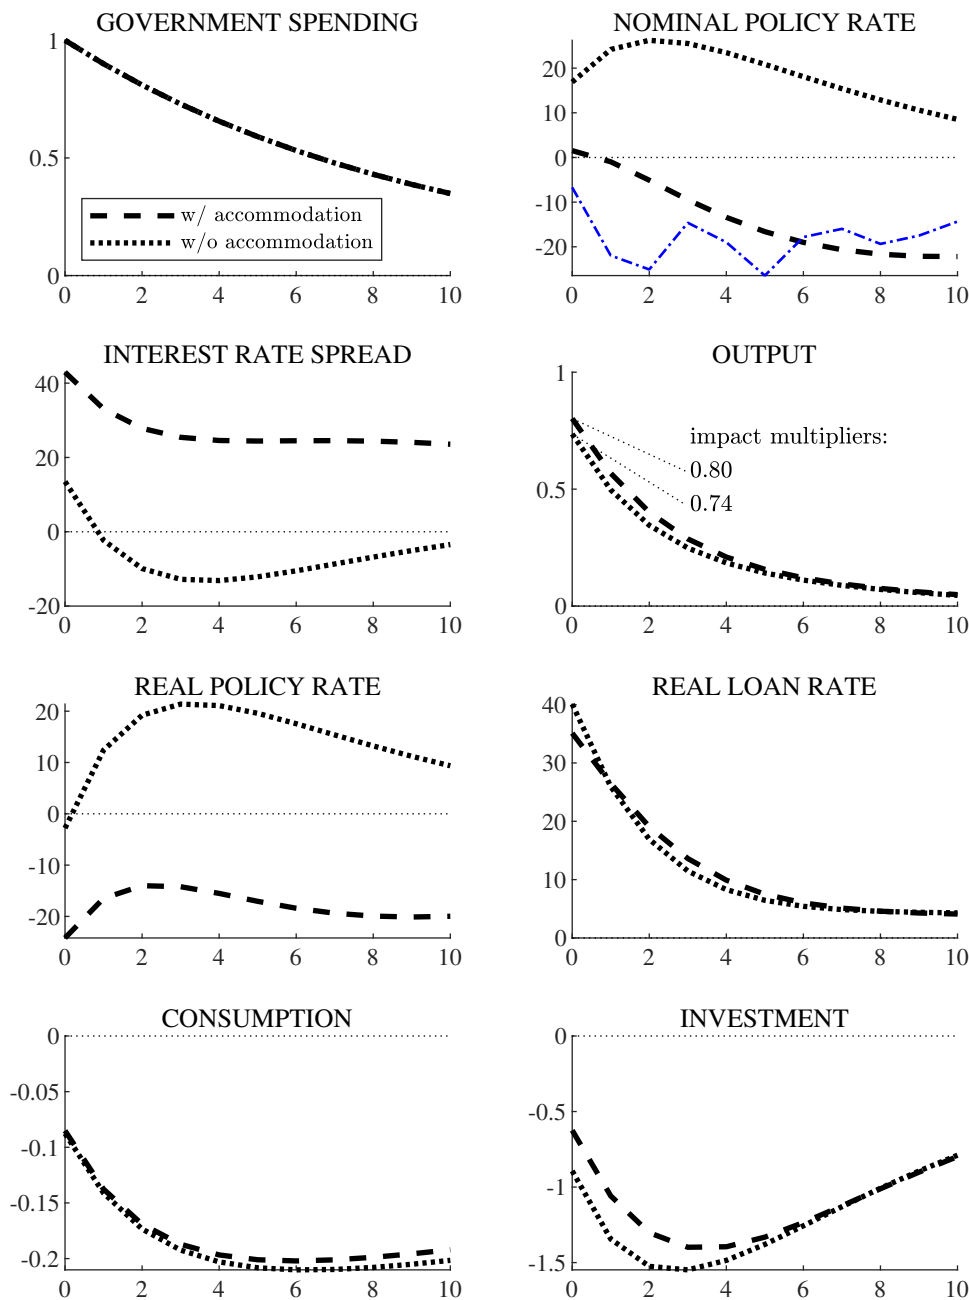 GOVERNMENT SPENDING
1
0.5
0
w/ accommodation
w/o accommodation
0 2 4 6 8 10
NOMINAL POLICY RATE
20
10
0
-10
-20
0 2 4 6 8 10
INTEREST RATE SPREAD
40
20
0
-20
0 2 4 6 8 10
OUTPUT
1
0.5
0
impact multipliers:
0.80
0.74
0 2 4 6 8 10
REAL POLICY RATE
20
10
0
-10
-20
0 2 4 6 8 10
REAL LOAN RATE
40
30
20
10
0
0 2 4 6 8 10
CONSUMPTION
0
-0.05
-0.1
-0.15
-0.2
0 2 4 6 8 10
INVESTMENT
0
-0.5
-1
-1.5
0 2 4 6 8 10